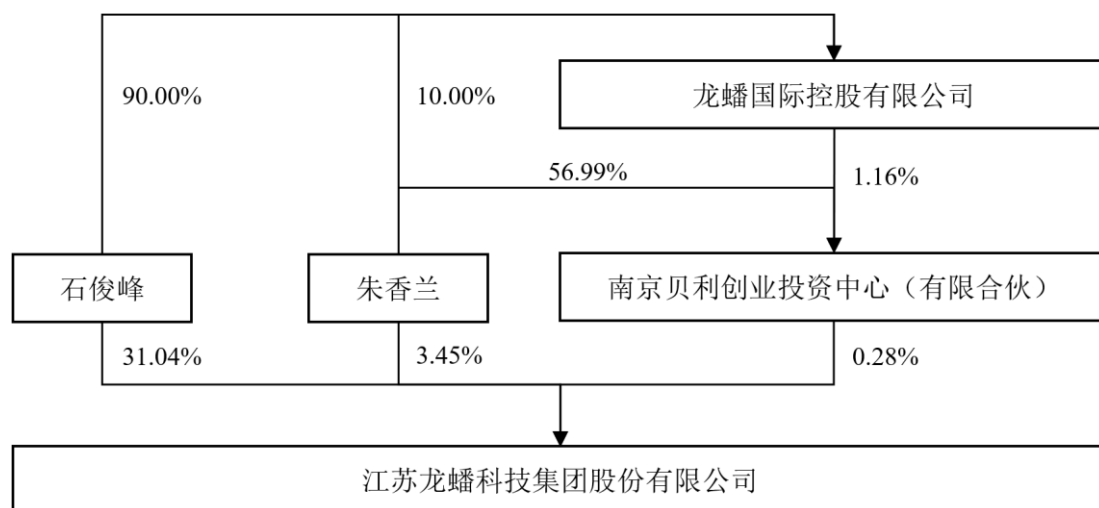 90.00%
10.00%
龙蟠国际控股有限公司
56.99%
1.16%
石俊峰
朱香兰
南京贝利创业投资中心（有限合伙）
31.04%
3.45%
0.28%
江苏龙蟠科技集团股份有限公司